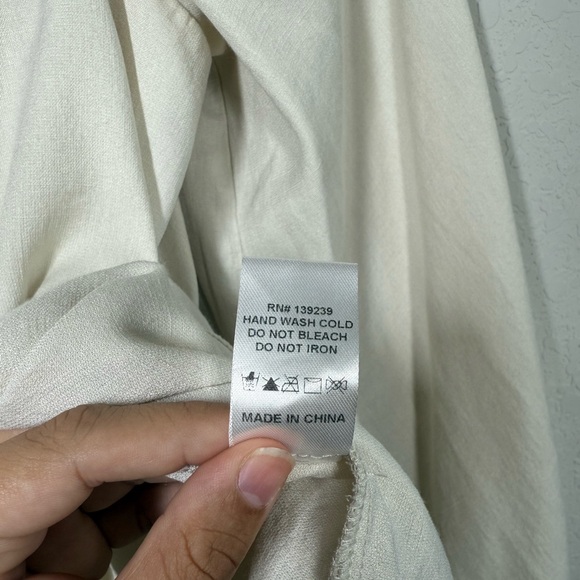 RN# 139239
HAND WASH COLD
DO NOT BLEACH
DO NOT IRON
MADE IN CHINA